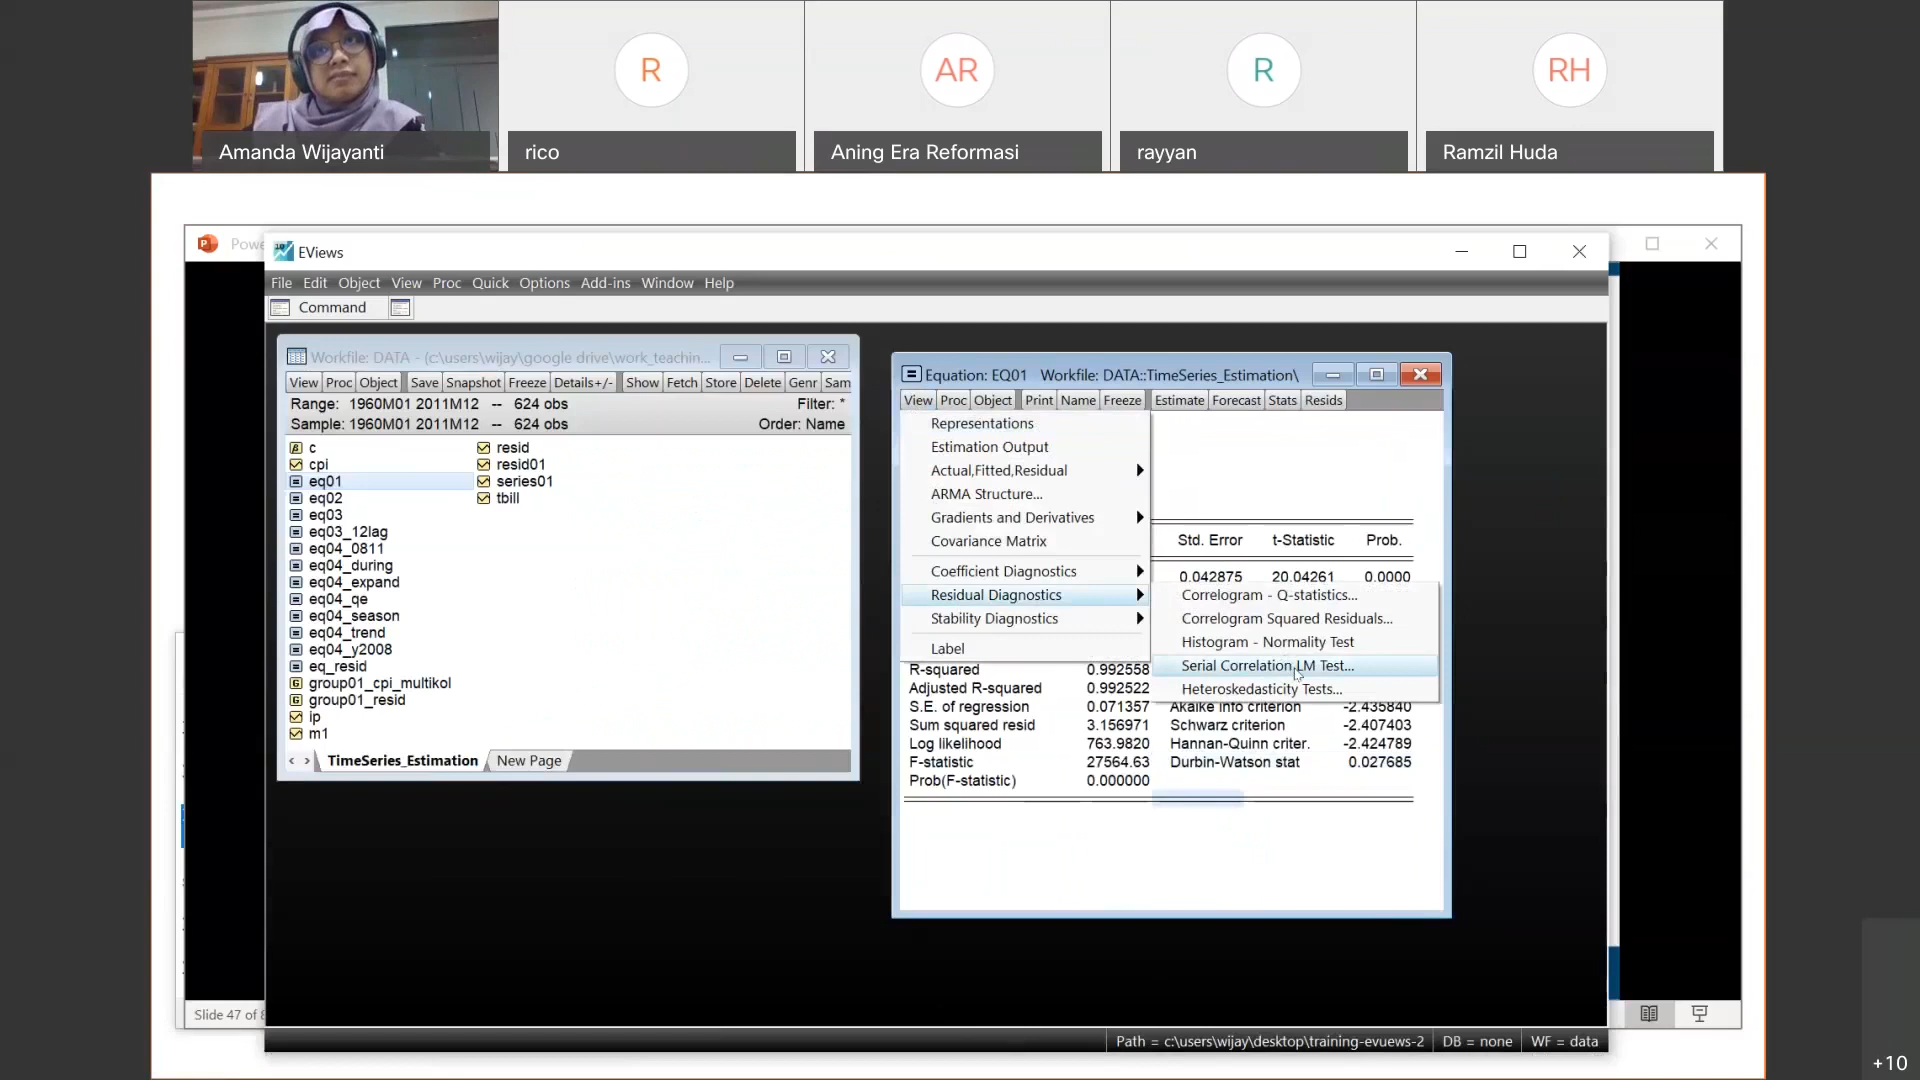 R
AR
R
RH
Amanda Wijayanti
rico
Aning Era Reformasi
rayyan
Ramzil Huda
Powe
EViews
File Edit Object View Proc Quick Options Add-ins Window Help
Command
Workfile: DATA - (c:\users\wijay\google drive\work_teachin...
View Proc Object Save Snapshot Freeze Details+/- Show Fetch Store Delete Genr Sam
Range: 1960M01 2011M12 -- 624 obs
Filter: *
Sample: 1960M01 2011M12 -- 624 obs
Order: Name
c
cpi
eq01
eq02
eq03
eq03_12lag
eq04_0811
eq04_during
eq04_expand
eq04_qe
eq04_season
eq04_trend
eq04_y2008
eq_resid
group01_cpi_multikol
group01_resid
ip
m1
resid
resid01
series01
tbill
TimeSeries_Estimation New Page
Equation: EQ01 Workfile: DATA::TimeSeries_Estimation\
View Proc Object Print Name Freeze Estimate Forecast Stats Resids
Representations
Estimation Output
Actual,Fitted,Residual
ARMA Structure...
Gradients and Derivatives
Covariance Matrix
Coefficient Diagnostics
Residual Diagnostics
Stability Diagnostics
Label
Std. Error t-Statistic Prob.
0.042875 20.04261 0.0000
Correlogram - Q-statistics...
Correlogram Squared Residuals...
Histogram - Normality Test
Serial Correlation LM Test...
Heteroskedasticity Tests...
R-squared 0.992558
Adjusted R-squared 0.992522
S.E. of regression 0.071357 Akaike info criterion -2.435840
Sum squared resid 3.156971 Schwarz criterion -2.407403
Log likelihood 763.9820 Hannan-Quinn criter. -2.424789
F-statistic 27564.63 Durbin-Watson stat 0.027685
Prob(F-statistic) 0.000000
Slide 47 of 8
Path = c:\users\wijay\desktop\training-evuews-2 DB = none WF = data
+10